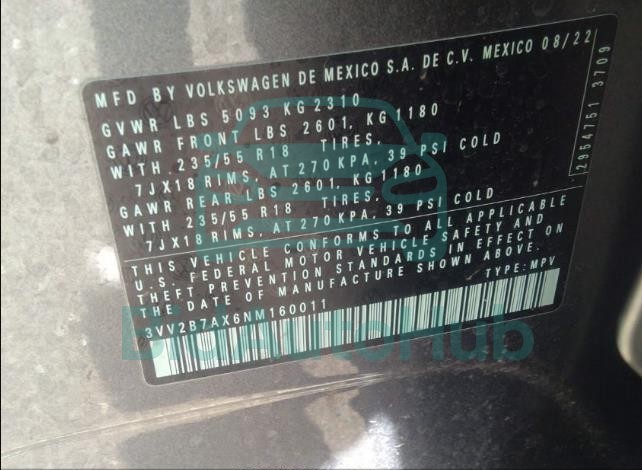 MFD BY VOLKSWAGEN DE MEXICO S.A. DE C.V. MEXICO 08/22
GVWR LBS 5093 KG 2310
GAWR FRONT LBS 2601, KG 1180
WITH 235/55 R18 TIRES,
7JX18 RIMS, AT 270 KPA, 39 PSI COLD
GAWR REAR LBS 2601, KG 1180
WITH 235/55 R18 TIRES,
7JX18 RIMS, AT 270 KPA, 39 PSI COLD
THIS VEHICLE CONFORMS TO ALL APPLICABLE
U.S. FEDERAL MOTOR VEHICLE SAFETY AND
THEFT PREVENTION STANDARDS IN EFFECT ON
THE DATE OF MANUFACTURE SHOWN ABOVE.
3VV2B7AX6NM160011 TYPE: MPV
2954751 3709
BidAutoHub